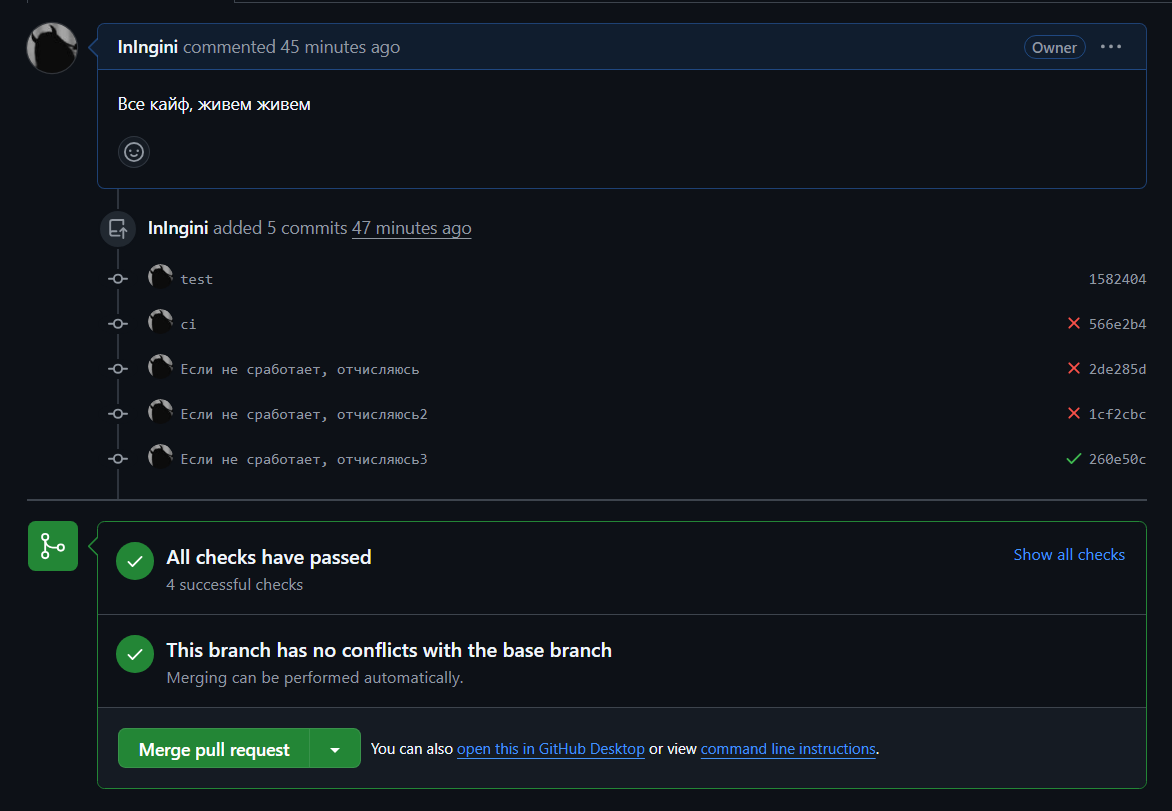 InIngini commented 45 minutes ago Owner
Все кайф, живем живем
InIngini added 5 commits 47 minutes ago
test 1582404
ci 566e2b4
Если не сработает, отчисляюсь 2de285d
Если не сработает, отчисляюсь2 1cf2cbc
Если не сработает, отчисляюсь3 260e50c
All checks have passed Show all checks
4 successful checks
This branch has no conflicts with the base branch
Merging can be performed automatically.
Merge pull request You can also open this in GitHub Desktop or view command line instructions.